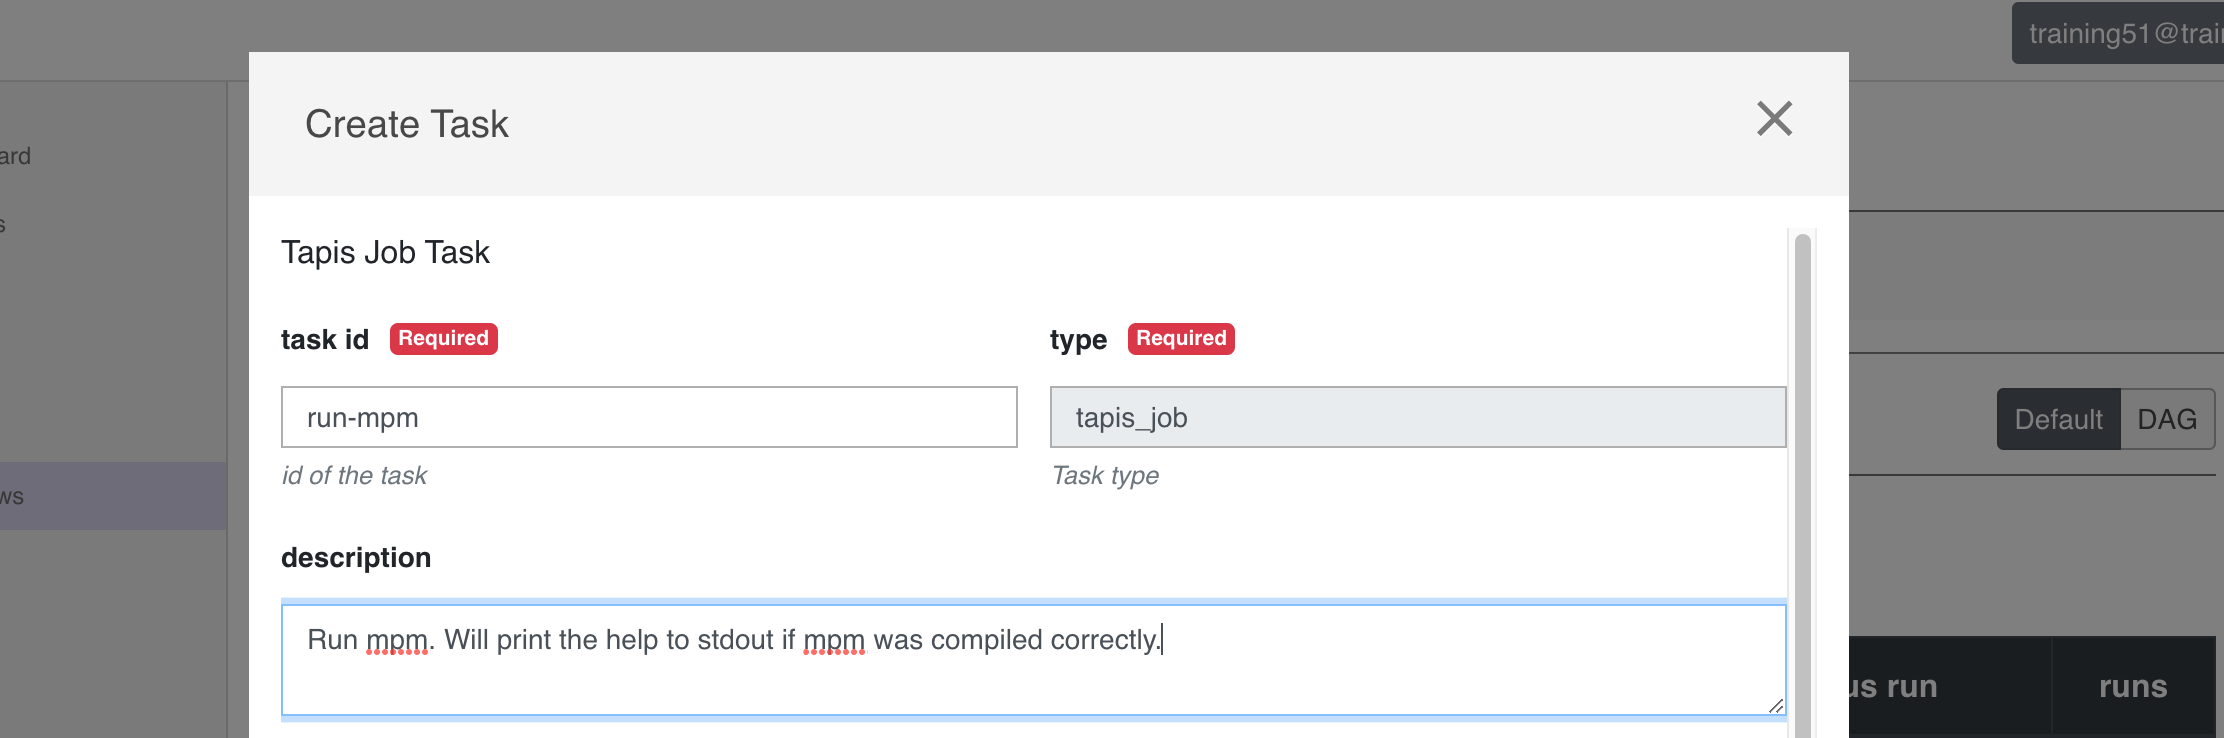 training51@trai
Create Task
ard
s
Tapis Job Task
task id Required
type Required
run-mpm
tapis_job
Default DAG
id of the task
Task type
ws
description
Run mpm. Will print the help to stdout if mpm was compiled correctly.
us run
runs